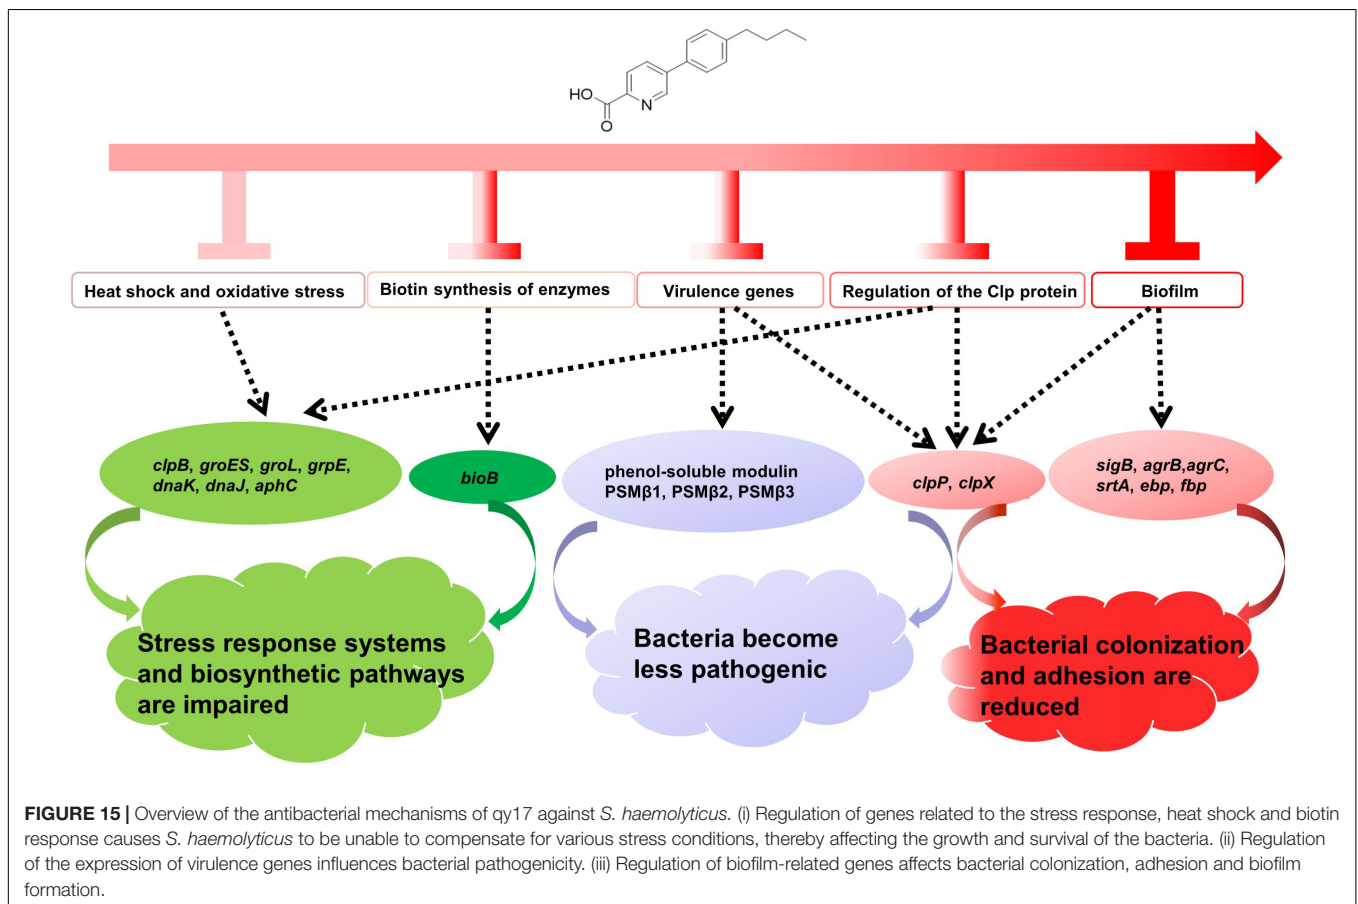 HO
O
N
Heat shock and oxidative stress
Biotin synthesis of enzymes
Virulence genes
Regulation of the Clp protein
Biofilm
clpB, groES, groL, grpE,
dnaK, dnaJ, aphC
bioB
phenol-soluble modulin
PSMβ1, PSMβ2, PSMβ3
clpP, clpX
sigB, agrB,agrC,
srtA, ebp, fbp
Stress response systems
and biosynthetic pathways
are impaired
Bacteria become
less pathogenic
Bacterial colonization
and adhesion are
reduced
FIGURE 15 | Overview of the antibacterial mechanisms of qy17 against S. haemolyticus. (i) Regulation of genes related to the stress response, heat shock and biotin
response causes S. haemolyticus to be unable to compensate for various stress conditions, thereby affecting the growth and survival of the bacteria. (ii) Regulation
of the expression of virulence genes influences bacterial pathogenicity. (iii) Regulation of biofilm-related genes affects bacterial colonization, adhesion and biofilm
formation.